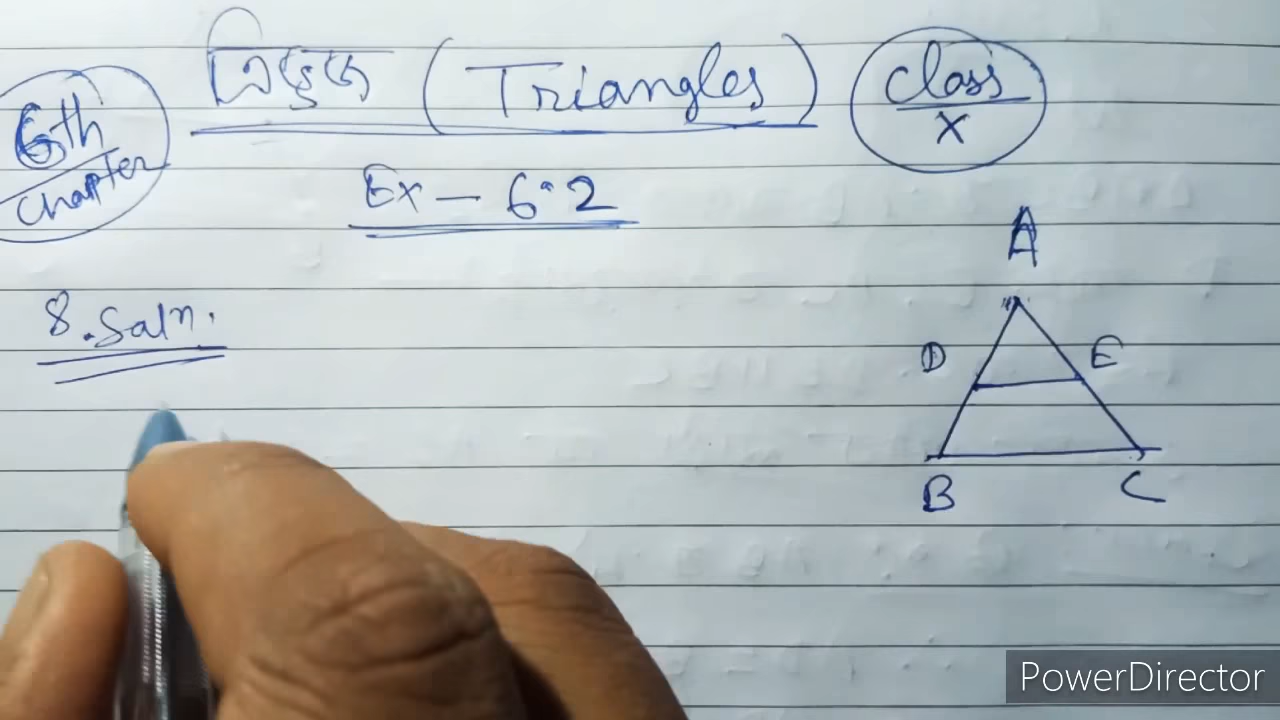 ত্রিভুজ (Triangles)
Class
X
6th
Chapter
Ex - 6.2
8. Soln.
A
D E
B C
PowerDirector